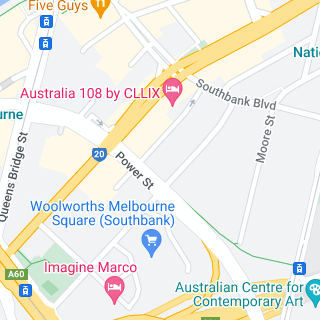 Five Guys
Nati
Southbank Blvd
Australia 108 by CLLIX
urne
Moore St
Queens Bridge St
20
Power St
Woolworths Melbourne
Square (Southbank)
A60
Imagine Marco
Australian Centre for
Contemporary Art